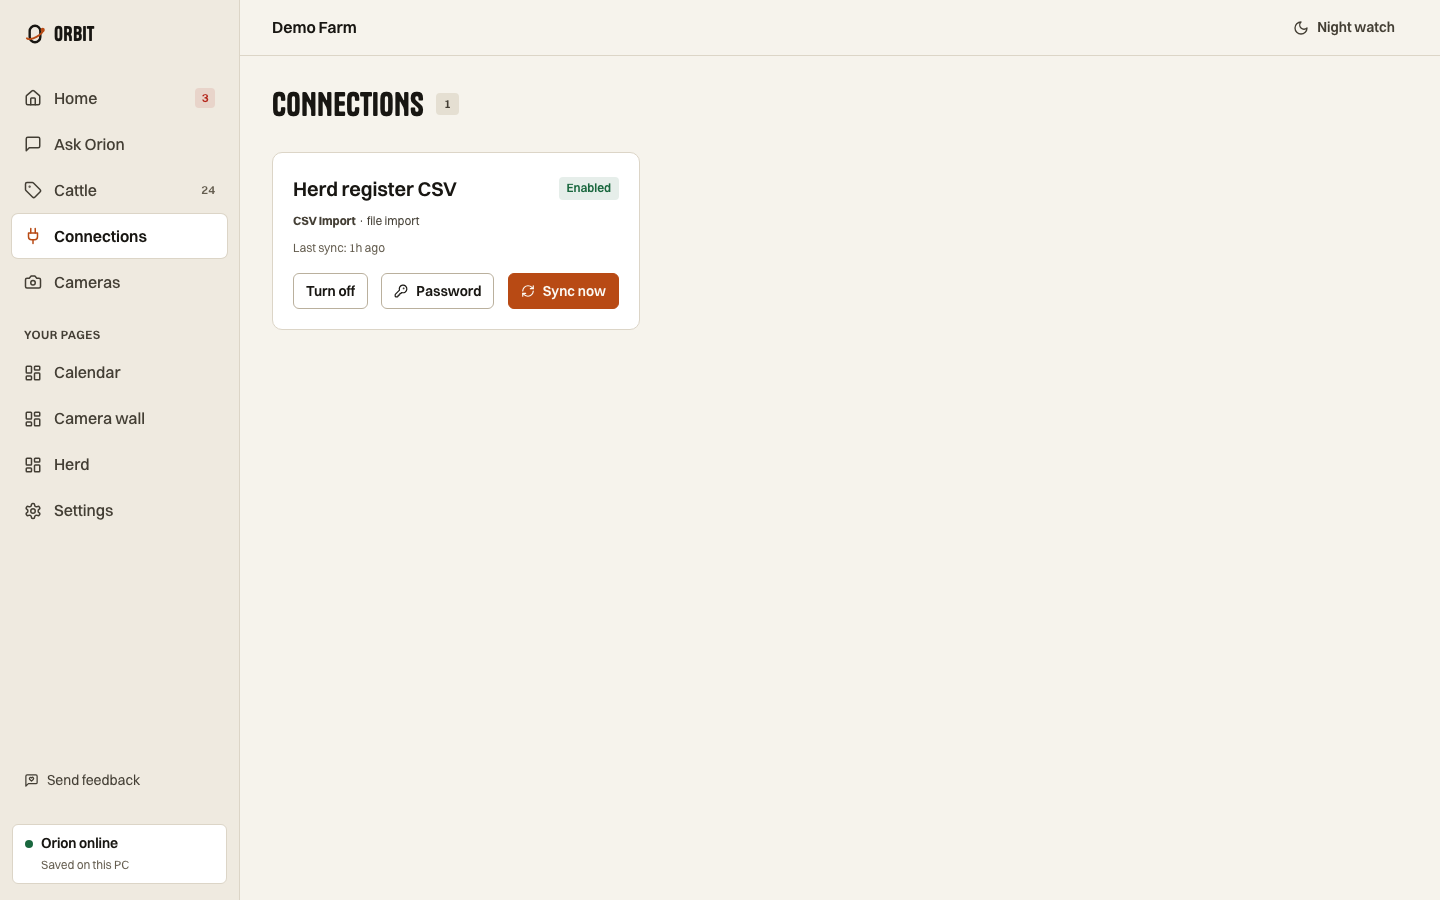 ORBIT
Home 3
Ask Orion
Cattle 24
Connections
Cameras
YOUR PAGES
Calendar
Camera wall
Herd
Settings
Send feedback
Orion online
Saved on this PC
Demo Farm
Night watch
CONNECTIONS 1
Herd register CSV Enabled
CSV Import · file import
Last sync: 1h ago
Turn off Password Sync now